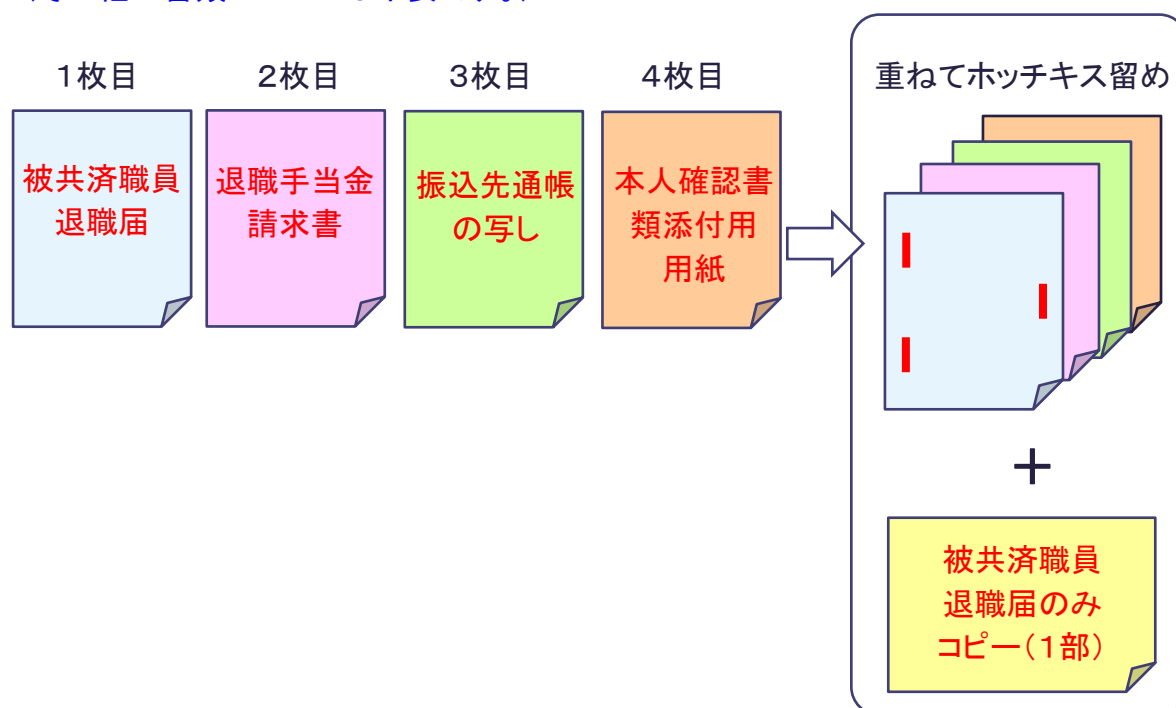 1枚目
2枚目
3枚目
4枚目
重ねてホッチキス留め
被共済職員
退職届
退職手当金
請求書
振込先通帳
の写し
本人確認書
類添付用
用紙
+
被共済職員
退職届のみ
コピー(1部)